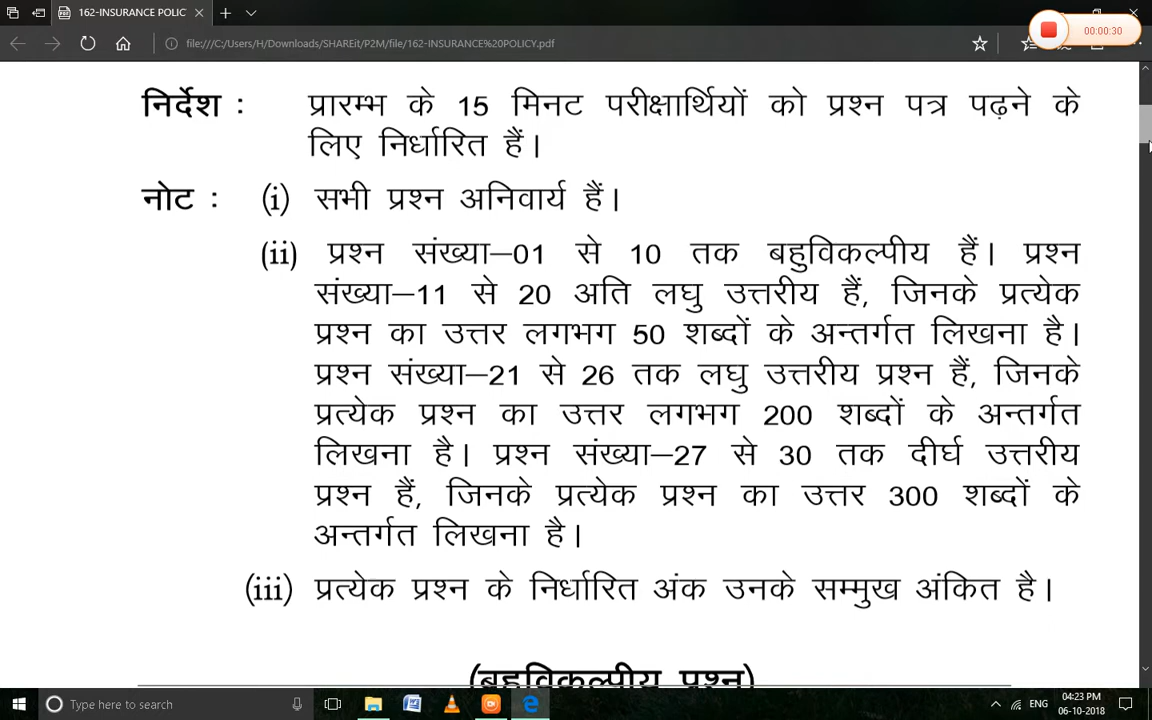 162-INSURANCE POLIC
file:///C:/Users/H/Downloads/SHAREit/P2M/file/162-INSURANCE%20POLICY.pdf
00:00:30
निर्देश : प्रारम्भ के 15 मिनट परीक्षार्थियों को प्रश्न पत्र पढ़ने के
लिए निर्धारित हैं।
नोट : (i) सभी प्रश्न अनिवार्य हैं।
(ii) प्रश्न संख्या–01 से 10 तक बहुविकल्पीय हैं। प्रश्न
संख्या–11 से 20 अति लघु उत्तरीय हैं, जिनके प्रत्येक
प्रश्न का उत्तर लगभग 50 शब्दों के अन्तर्गत लिखना है।
प्रश्न संख्या–21 से 26 तक लघु उत्तरीय प्रश्न हैं, जिनके
प्रत्येक प्रश्न का उत्तर लगभग 200 शब्दों के अन्तर्गत
लिखना है। प्रश्न संख्या–27 से 30 तक दीर्घ उत्तरीय
प्रश्न हैं, जिनके प्रत्येक प्रश्न का उत्तर 300 शब्दों के
अन्तर्गत लिखना है।
(iii) प्रत्येक प्रश्न के निर्धारित अंक उनके सम्मुख अंकित है।
(बहुविकल्पीय प्रश्न)
Type here to search
ENG
04:23 PM
06-10-2018